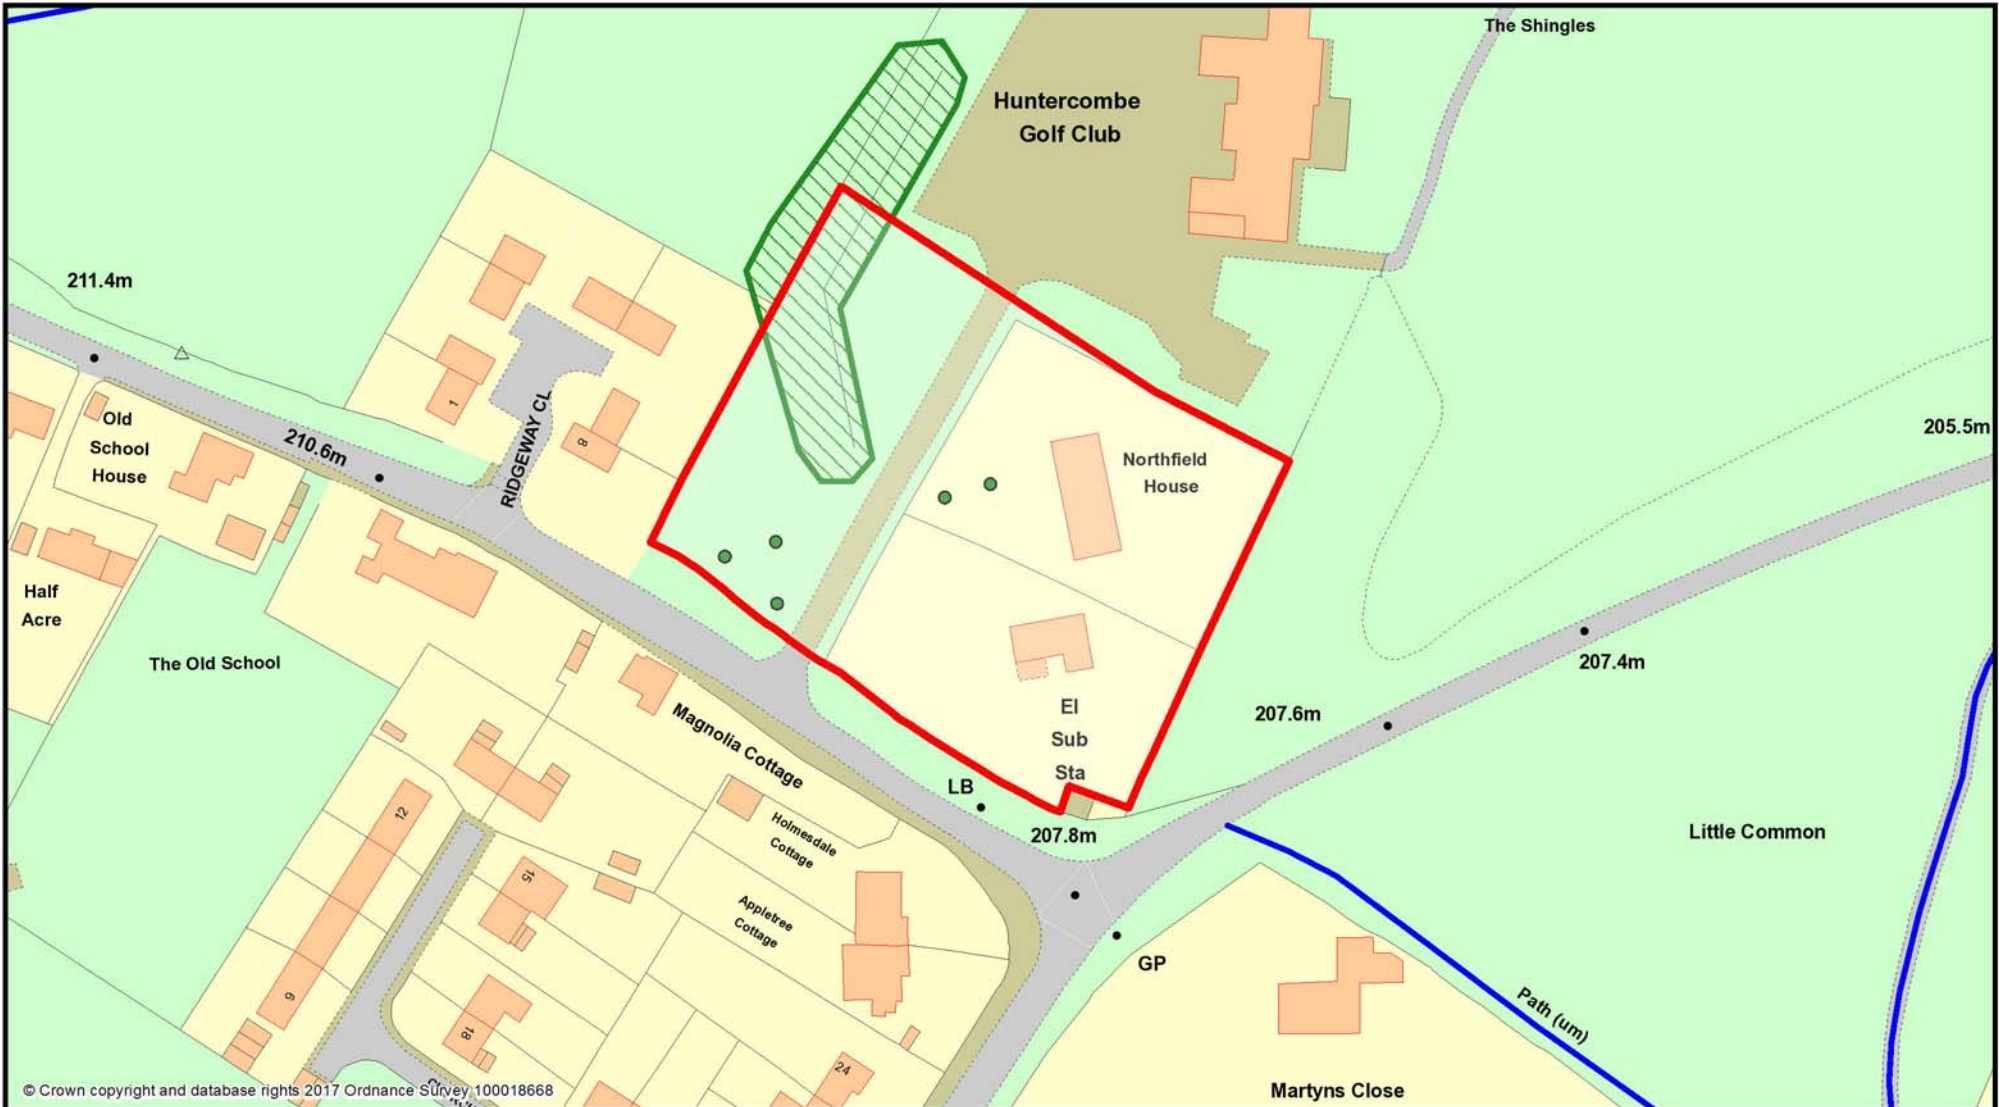 The Shingles
Huntercombe
Golf Club
211.4m
1
RIDGEWAY CL
8
Old
School
House
210.6m
205.5m
Northfield
House
Half
Acre
The Old School
207.4m
El
Sub
Sta
207.6m
Magnolia Cottage
LB
207.8m
12
Holmesdale
Cottage
Little Common
15
Appletree
Cottage
GP
9
18
Path (um)
24
Martyns Close
© Crown copyright and database rights 2017 Ordnance Survey 100018668